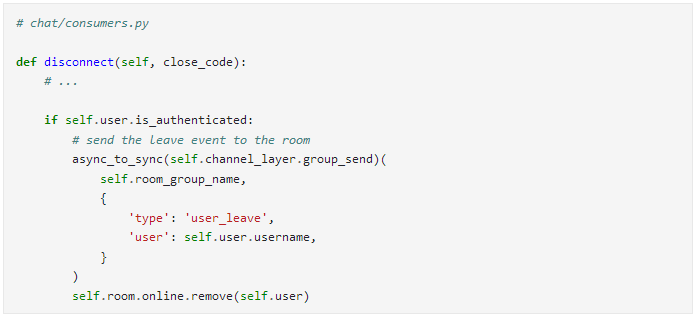 # chat/consumers.py

def disconnect(self, close_code):
    # ...

    if self.user.is_authenticated:
        # send the leave event to the room
        async_to_sync(self.channel_layer.group_send)(
            self.room_group_name,
            {
                'type': 'user_leave',
                'user': self.user.username,
            }
        )
        self.room.online.remove(self.user)